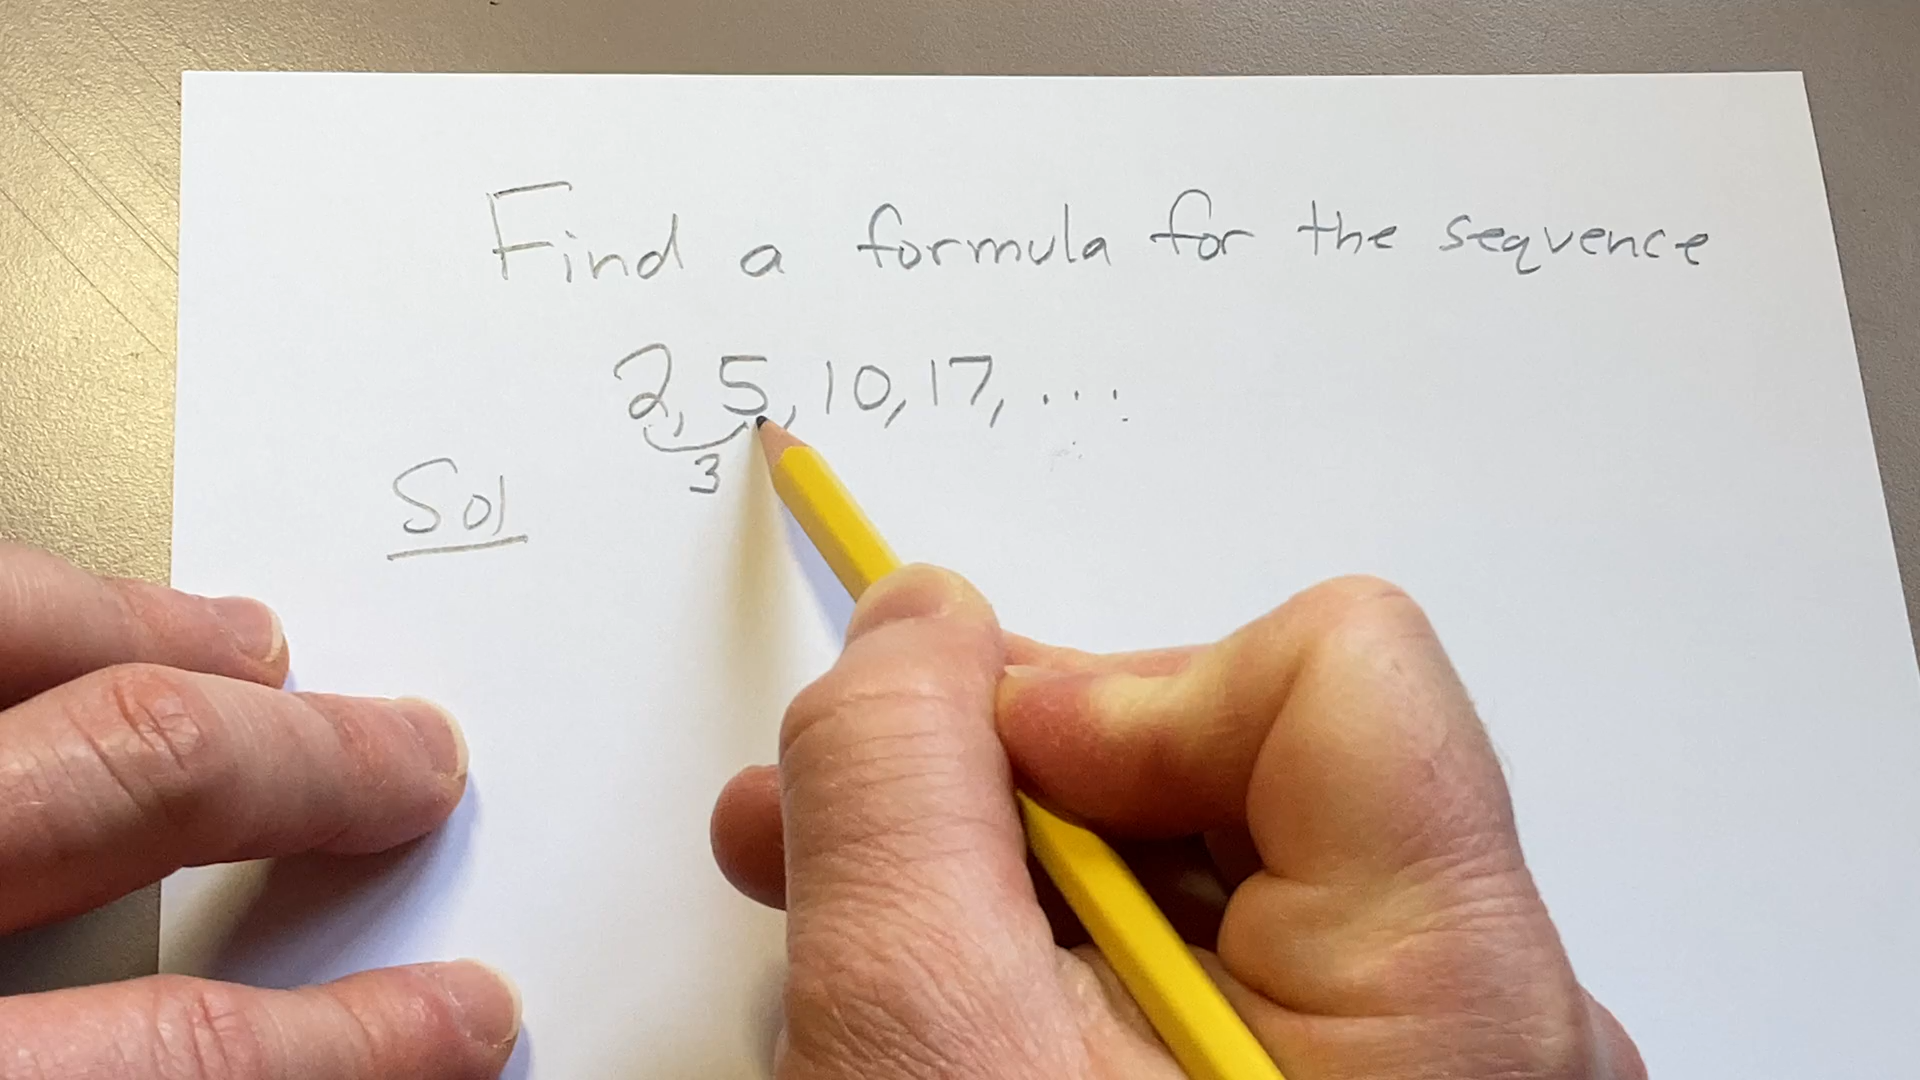 Find a formula for the sequence
2, 5, 10, 17, ...
3
Sol